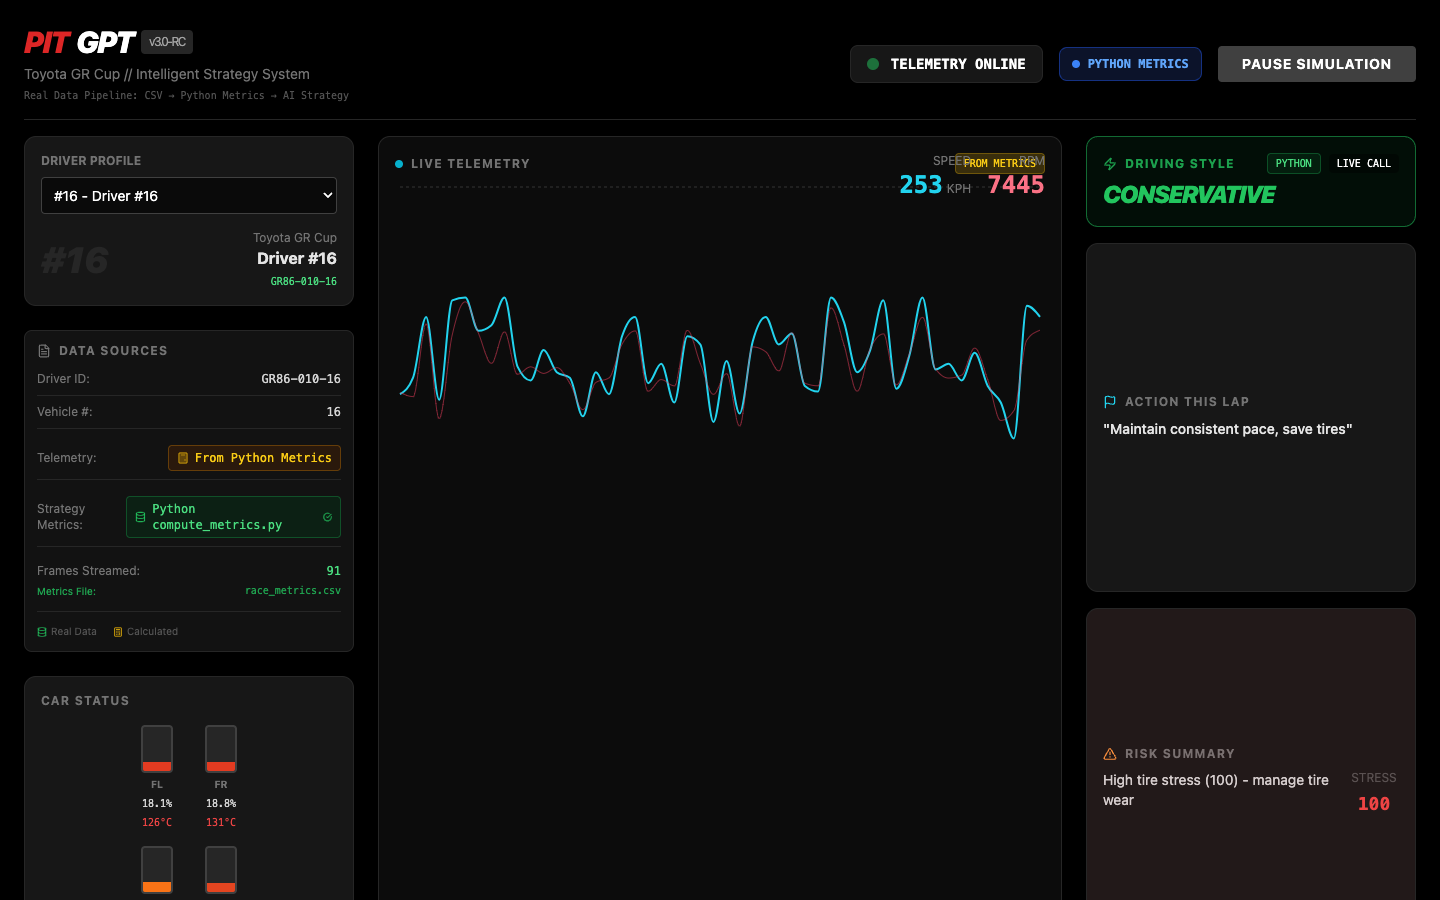 PIT GPT v3.0-RC
Toyota GR Cup // Intelligent Strategy System
Real Data Pipeline: CSV → Python Metrics → AI Strategy
TELEMETRY ONLINE
PYTHON METRICS
PAUSE SIMULATION
DRIVER PROFILE
#16 - Driver #16
#16
Toyota GR Cup
Driver #16
GR86-010-16
DATA SOURCES
Driver ID: GR86-010-16
Vehicle #: 16
Telemetry: From Python Metrics
Strategy Metrics: Python compute_metrics.py
Frames Streamed: 91
Metrics File: race_metrics.csv
Real Data Calculated
CAR STATUS
FL FR
18.1% 18.8%
126°C 131°C
LIVE TELEMETRY
SPEED RPM
FROM METRICS
253 KPH 7445
DRIVING STYLE PYTHON LIVE CALL
CONSERVATIVE
ACTION THIS LAP
"Maintain consistent pace, save tires"
RISK SUMMARY
High tire stress (100) - manage tire
wear
STRESS
100